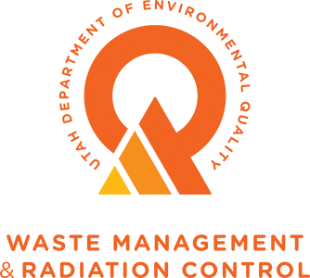 UTAH DEPARTMENT OF ENVIRONMENTAL QUALITY
WASTE MANAGEMENT
& RADIATION CONTROL